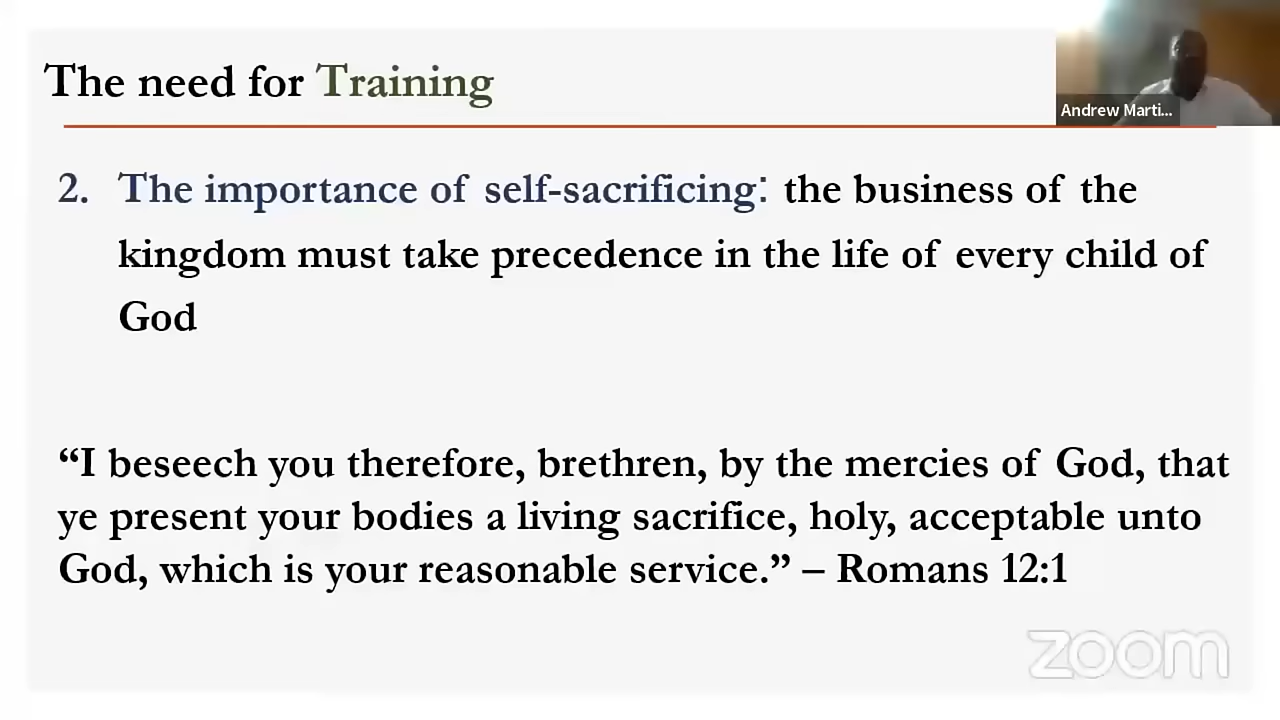 The need for Training
Andrew Marti...
2. The importance of self-sacrificing: the business of the
kingdom must take precedence in the life of every child of
God
“I beseech you therefore, brethren, by the mercies of God, that
ye present your bodies a living sacrifice, holy, acceptable unto
God, which is your reasonable service.” – Romans 12:1
zoom